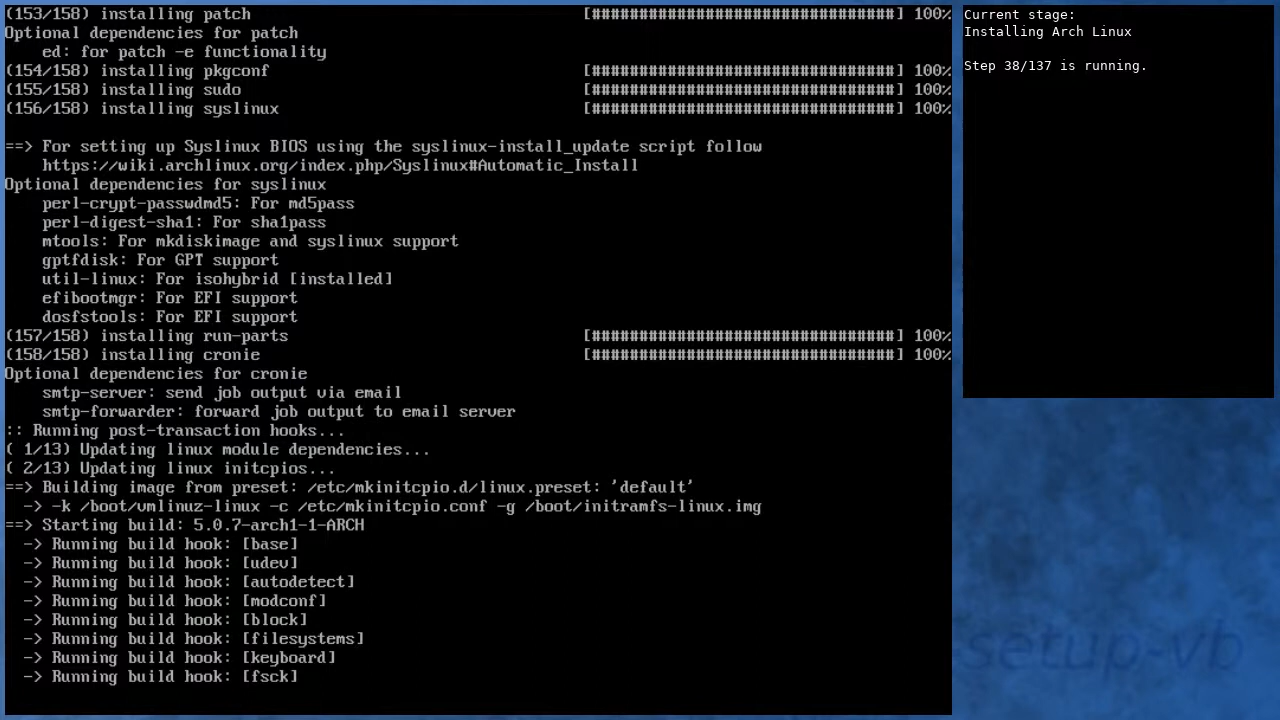 (153/158) installing patch [################################] 100%
Optional dependencies for patch
ed: for patch -e functionality
(154/158) installing pkgconf [################################] 100%
(155/158) installing sudo [################################] 100%
(156/158) installing syslinux [################################] 100%
==> For setting up Syslinux BIOS using the syslinux-install_update script follow
https://wiki.archlinux.org/index.php/Syslinux#Automatic_Install
Optional dependencies for syslinux
perl-crypt-passwdmd5: For md5pass
perl-digest-sha1: For sha1pass
mtools: For mkdiskimage and syslinux support
gptfdisk: For GPT support
util-linux: For isohybrid [installed]
efibootmgr: For EFI support
dosfstools: For EFI support
(157/158) installing run-parts [################################] 100%
(158/158) installing cronie [################################] 100%
Optional dependencies for cronie
smtp-server: send job output via email
smtp-forwarder: forward job output to email server
:: Running post-transaction hooks...
( 1/13) Updating linux module dependencies...
( 2/13) Updating linux initcpios...
==> Building image from preset: /etc/mkinitcpio.d/linux.preset: 'default'
-> -k /boot/vmlinuz-linux -c /etc/mkinitcpio.conf -g /boot/initramfs-linux.img
==> Starting build: 5.0.7-arch1-1-ARCH
-> Running build hook: [base]
-> Running build hook: [udev]
-> Running build hook: [autodetect]
-> Running build hook: [modconf]
-> Running build hook: [block]
-> Running build hook: [filesystems]
-> Running build hook: [keyboard]
-> Running build hook: [fsck]
Current stage:
Installing Arch Linux
Step 38/137 is running.
setup-vb